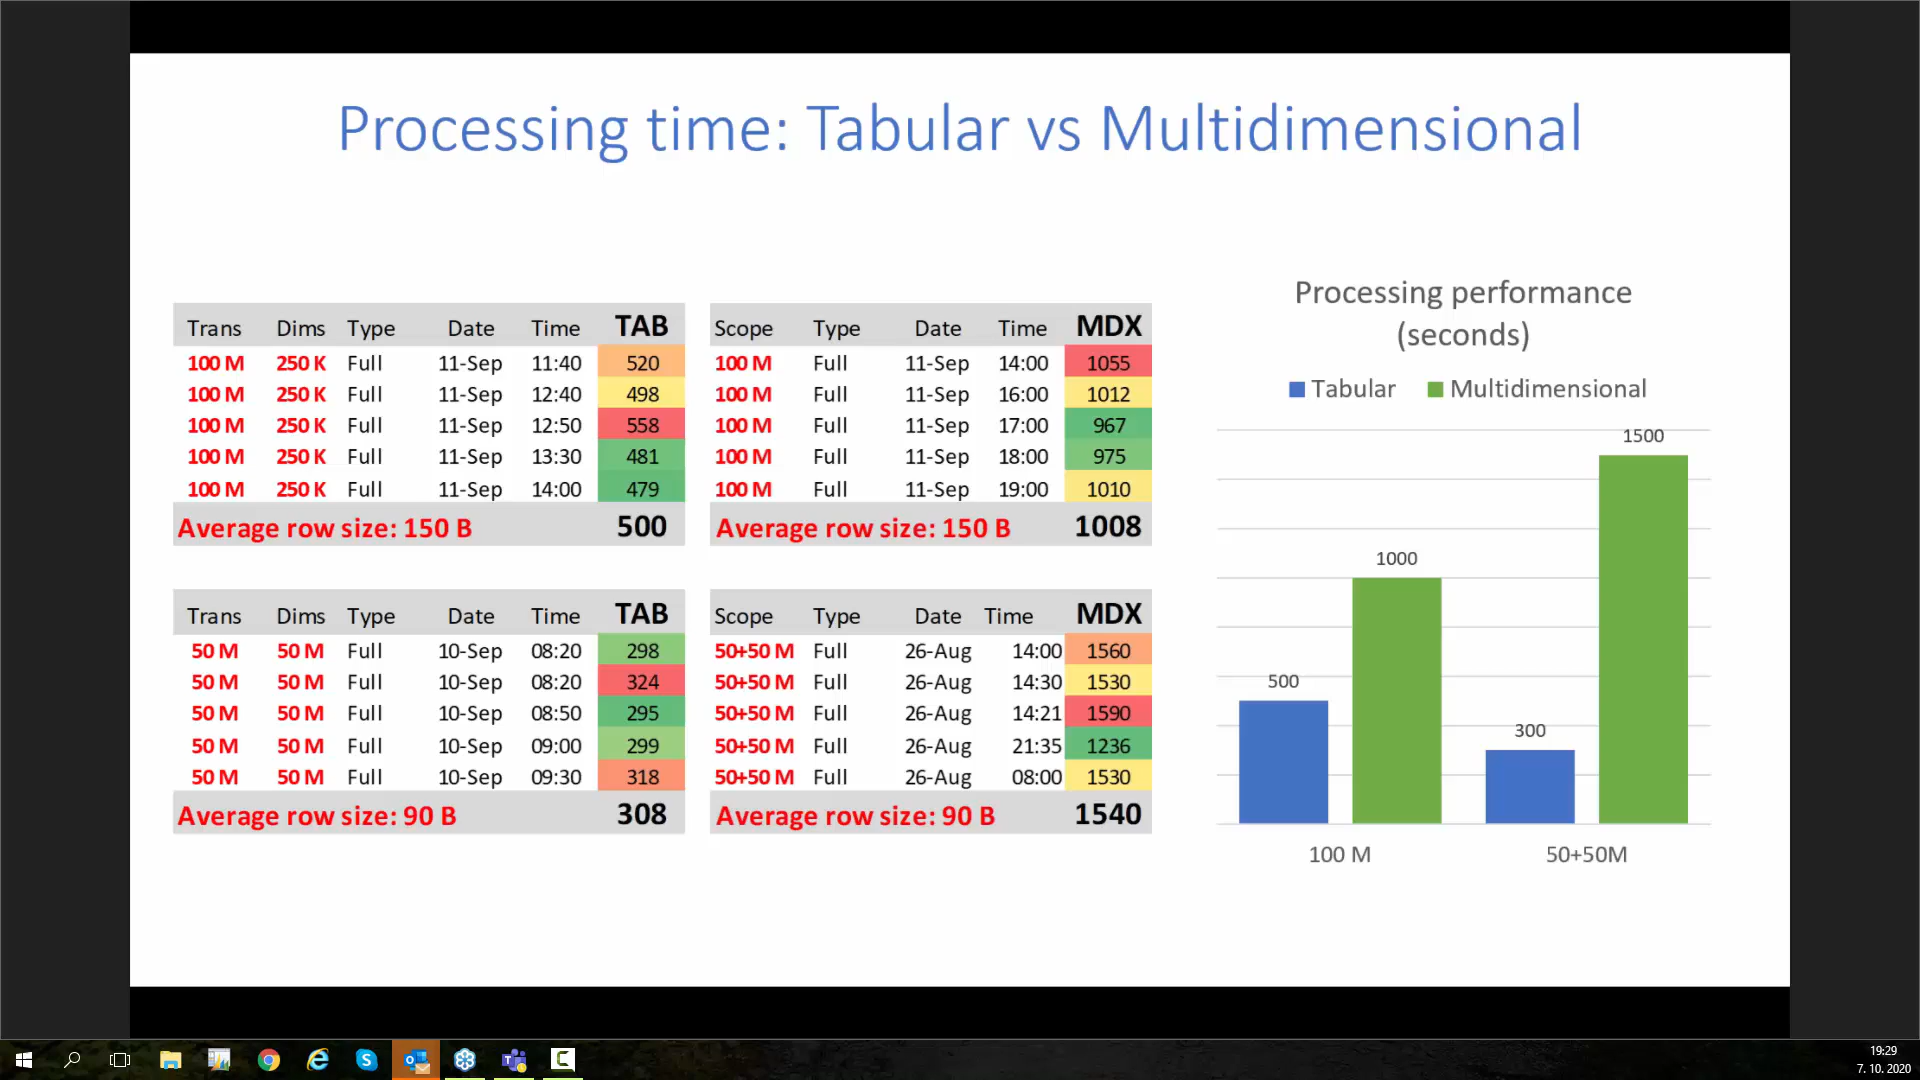 Processing time: Tabular vs Multidimensional
Trans Dims Type Date Time TAB
100 M 250 K Full 11-Sep 11:40 520
100 M 250 K Full 11-Sep 12:40 498
100 M 250 K Full 11-Sep 12:50 558
100 M 250 K Full 11-Sep 13:30 481
100 M 250 K Full 11-Sep 14:00 479
Average row size: 150 B 500
Scope Type Date Time MDX
100 M Full 11-Sep 14:00 1055
100 M Full 11-Sep 16:00 1012
100 M Full 11-Sep 17:00 967
100 M Full 11-Sep 18:00 975
100 M Full 11-Sep 19:00 1010
Average row size: 150 B 1008
Trans Dims Type Date Time TAB
50 M 50 M Full 10-Sep 08:20 298
50 M 50 M Full 10-Sep 08:20 324
50 M 50 M Full 10-Sep 08:50 295
50 M 50 M Full 10-Sep 09:00 299
50 M 50 M Full 10-Sep 09:30 318
Average row size: 90 B 308
Scope Type Date Time MDX
50+50 M Full 26-Aug 14:00 1560
50+50 M Full 26-Aug 14:30 1530
50+50 M Full 26-Aug 14:21 1590
50+50 M Full 26-Aug 21:35 1236
50+50 M Full 26-Aug 08:00 1530
Average row size: 90 B 1540
Processing performance
(seconds)
Tabular Multidimensional
1500
1000
500
300
100 M 50+50M
19:29
7. 10. 2020